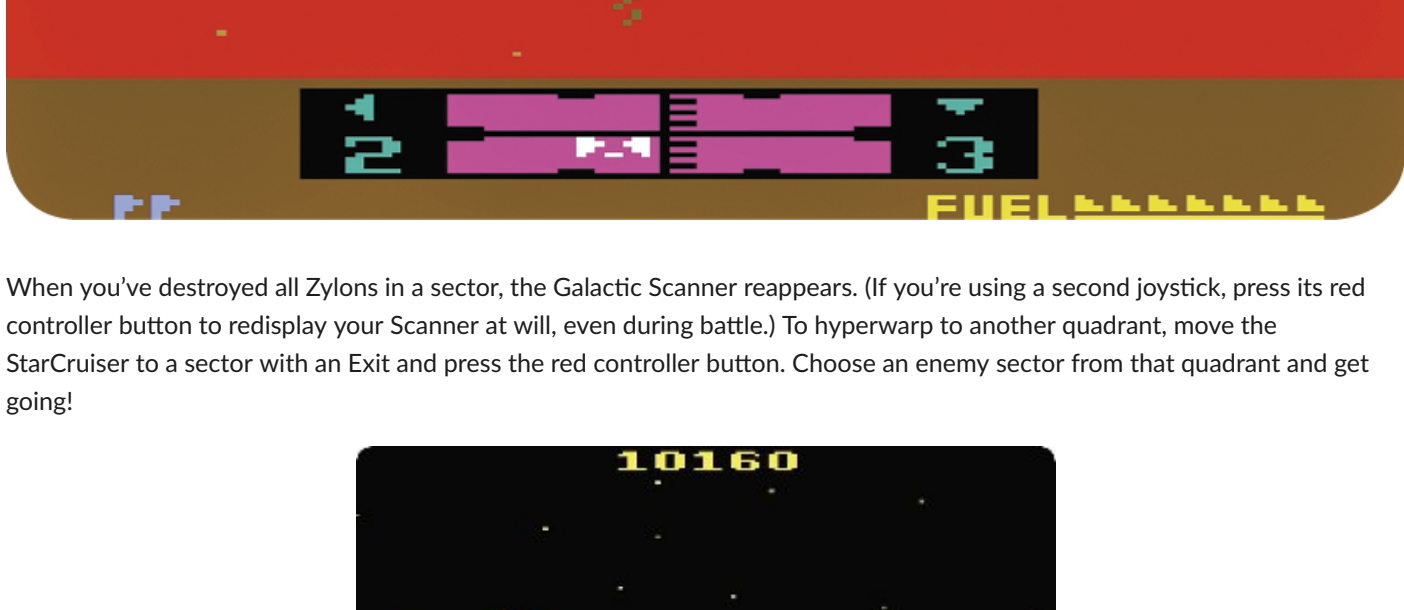 2 3
FUEL
When you’ve destroyed all Zylons in a sector, the Galactic Scanner reappears. (If you’re using a second joystick, press its red
controller button to redisplay your Scanner at will, even during battle.) To hyperwarp to another quadrant, move the
StarCruiser to a sector with an Exit and press the red controller button. Choose an enemy sector from that quadrant and get
going!
10160